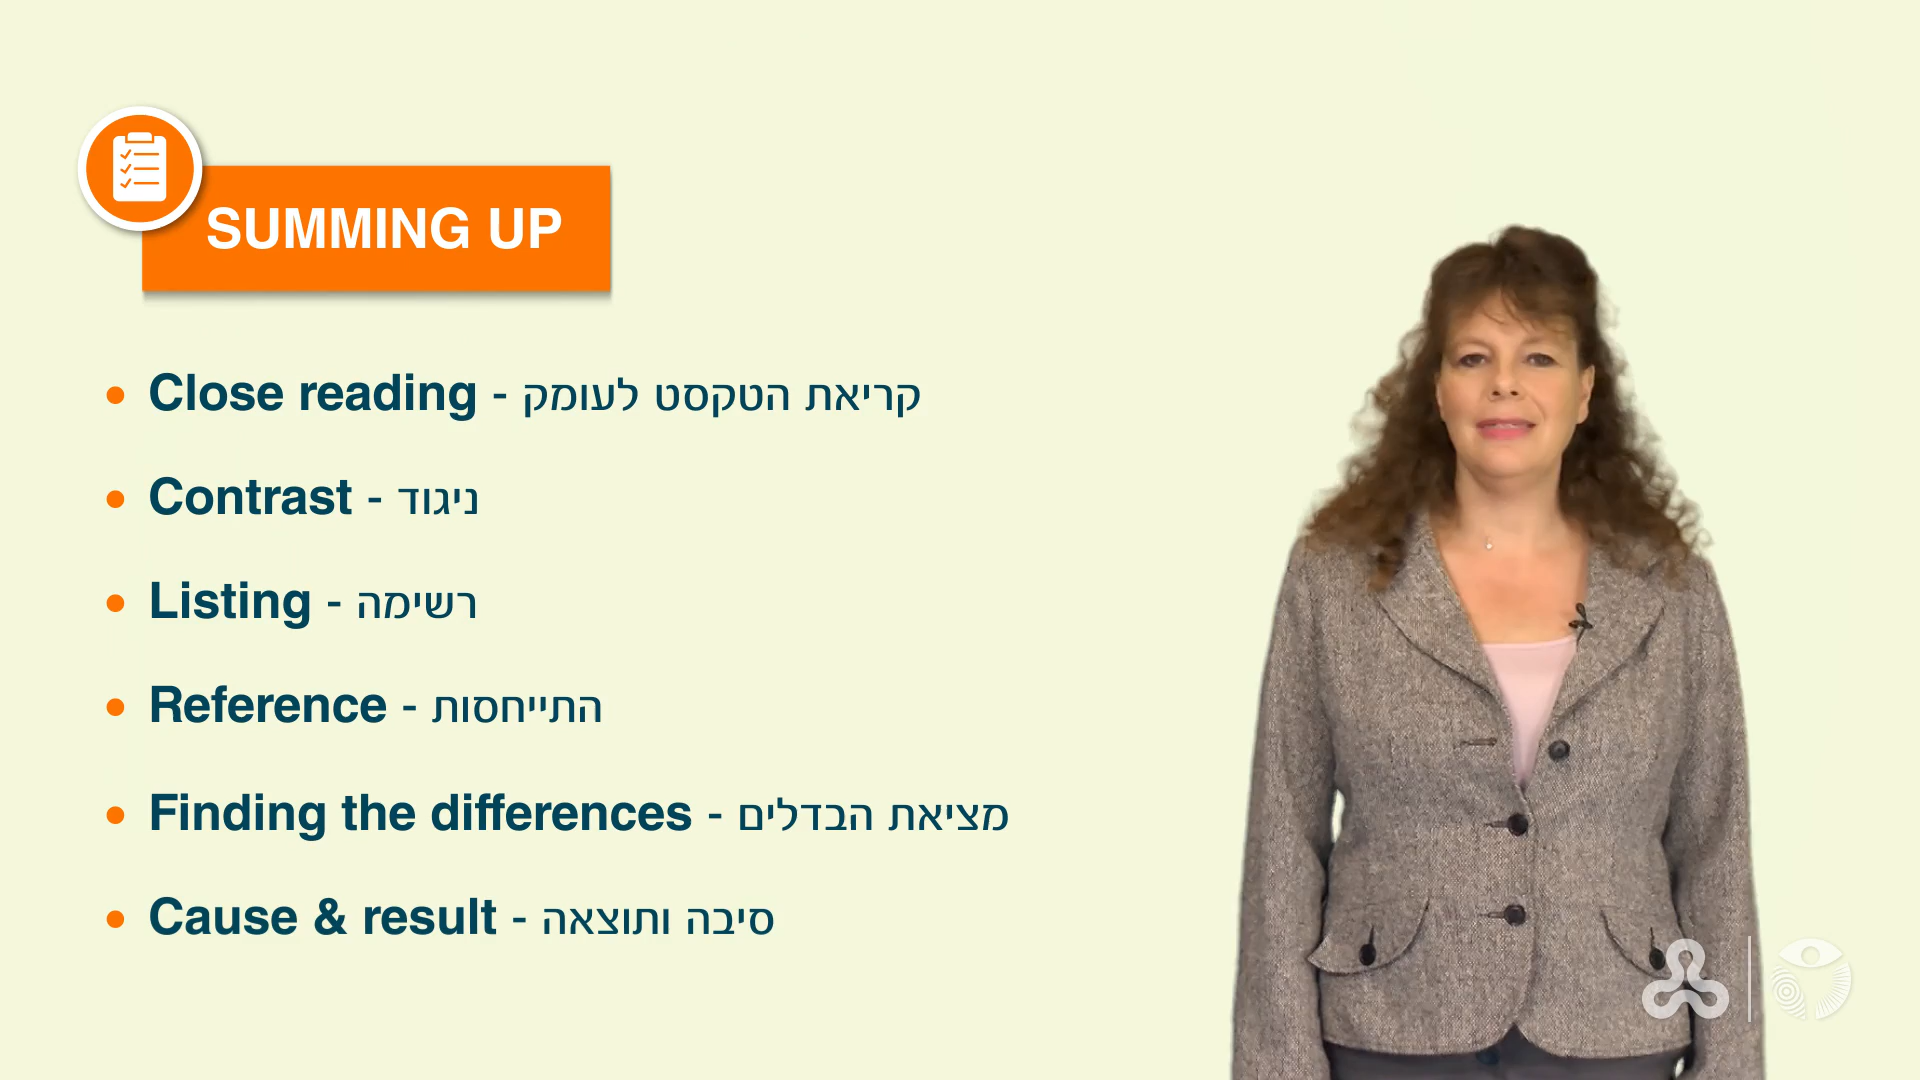 SUMMING UP
Close reading - קריאת הטקסט לעומק
Contrast - ניגוד
Listing - רשימה
Reference - התייחסות
Finding the differences - מציאת הבדלים
Cause & result - סיבה ותוצאה